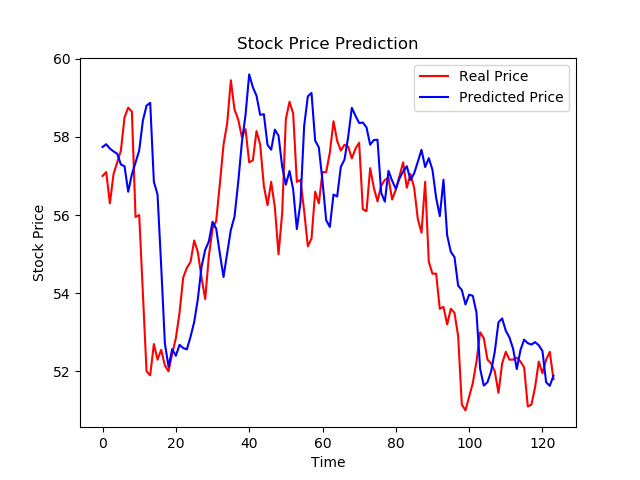 Stock Price Prediction
Real Price
Predicted Price
60
58
56
54
52
Stock Price
0 20 40 60 80 100 120
Time